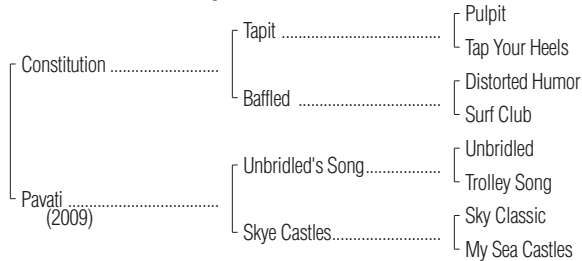 Pulpit
Tapit ..............................
Tap Your Heels
Constitution ....................
Distorted Humor
Baffled ...........................
Surf Club
Unbridled
Unbridled's Song..............
Trolley Song
Pavati ..............................
(2009)
Sky Classic
Skye Castles.....................
My Sea Castles